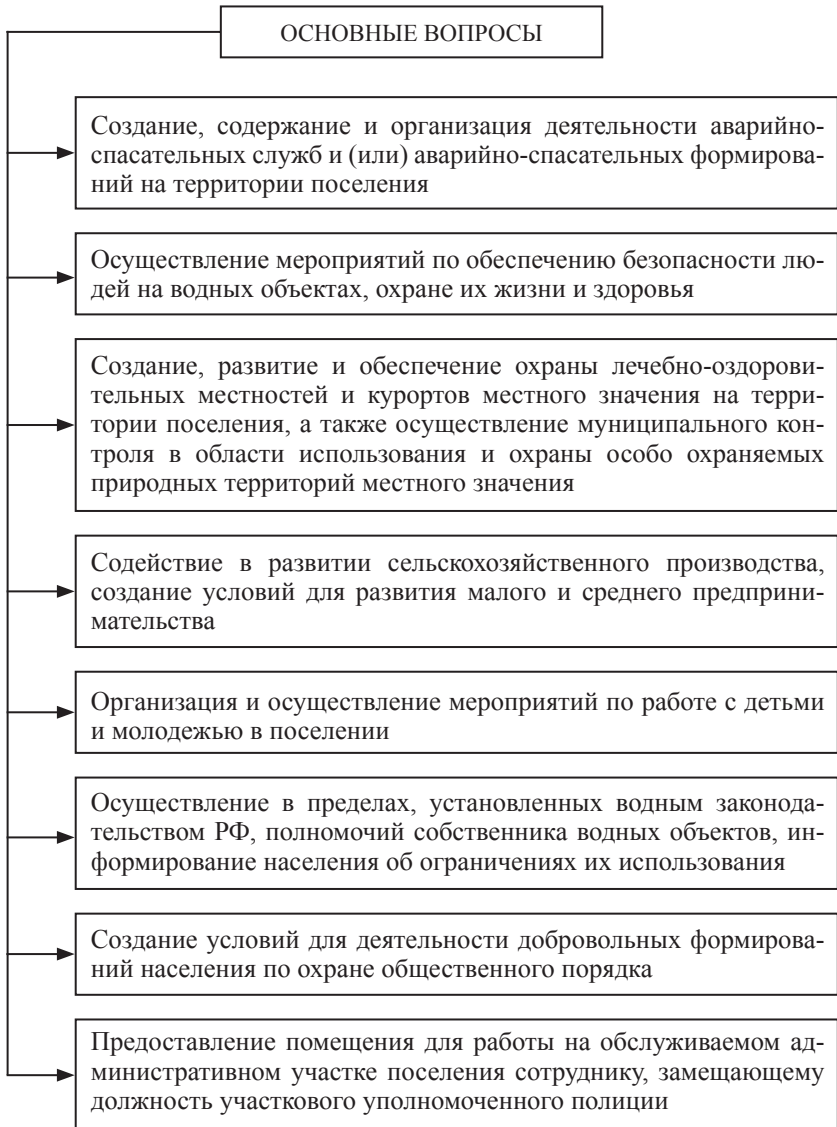 ОСНОВНЫЕ ВОПРОСЫ
Создание, содержание и организация деятельности аварийно-
спасательных служб и (или) аварийно-спасательных формирова-
ний на территории поселения
Осуществление мероприятий по обеспечению безопасности лю-
дей на водных объектах, охране их жизни и здоровья
Создание, развитие и обеспечение охраны лечебно-оздорови-
тельных местностей и курортов местного значения на терри-
тории поселения, а также осуществление муниципального кон-
троля в области использования и охраны особо охраняемых
природных территорий местного значения
Содействие в развитии сельскохозяйственного производства,
создание условий для развития малого и среднего предприни-
мательства
Организация и осуществление мероприятий по работе с детьми
и молодежью в поселении
Осуществление в пределах, установленных водным законода-
тельством РФ, полномочий собственника водных объектов, ин-
формирование населения об ограничениях их использования
Создание условий для деятельности добровольных формирова-
ний населения по охране общественного порядка
Предоставление помещения для работы на обслуживаемом ад-
министративном участке поселения сотруднику, замещающему
должность участкового уполномоченного полиции